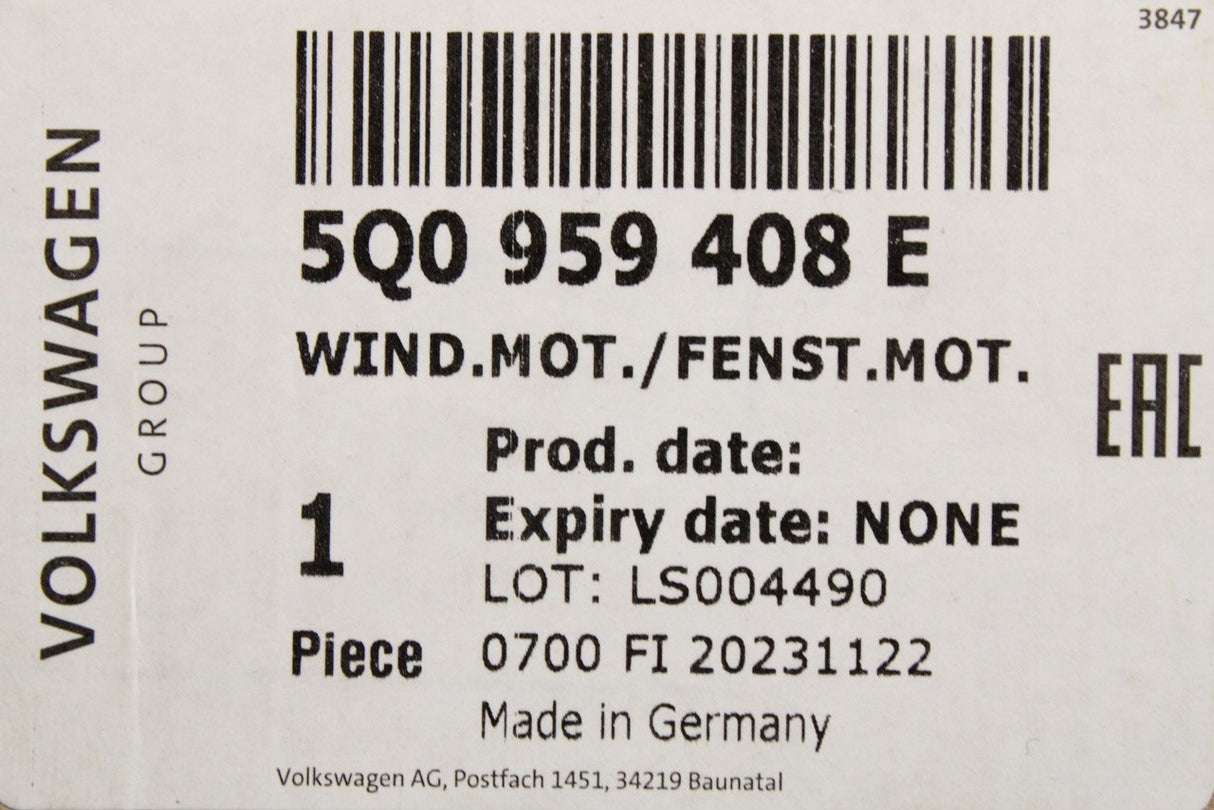 3847
VOLKSWAGEN
GROUP
5Q0 959 408 E
WIND.MOT./FENST.MOT.
EAC
Prod. date:
Expiry date: NONE
1
LOT: LS004490
Piece
0700 FI 20231122
Made in Germany
Volkswagen AG, Postfach 1451, 34219 Baunatal